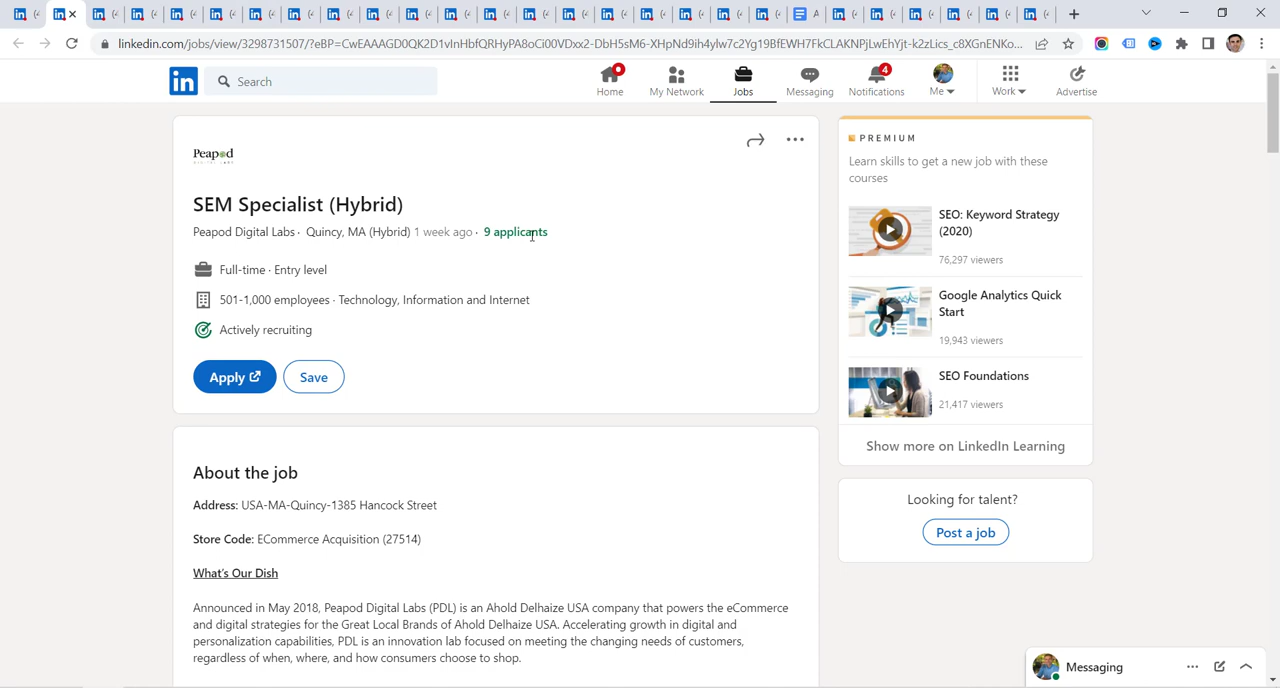 linkedin.com/jobs/view/3298731507/?eBP=CwEAAAGD0QK2D1vInHbfQRHyPA8oCi00VDxx2-DbH5sM6-XHpNd9ih4ylw7c2Yg19BfEWH7FkCLAKNPjLwEhYjt-k2zLics_c8XGnENKo...
Search
Home
My Network
Jobs
Messaging
4
Notifications
Me
Work
Advertise
Peapod
DIGITAL LABS
SEM Specialist (Hybrid)
Peapod Digital Labs · Quincy, MA (Hybrid) 1 week ago · 9 applicants
Full-time · Entry level
501-1,000 employees · Technology, Information and Internet
Actively recruiting
Apply
Save
About the job
Address: USA-MA-Quincy-1385 Hancock Street
Store Code: ECommerce Acquisition (27514)
What's Our Dish
Announced in May 2018, Peapod Digital Labs (PDL) is an Ahold Delhaize USA company that powers the eCommerce
and digital strategies for the Great Local Brands of Ahold Delhaize USA. Accelerating growth in digital and
personalization capabilities, PDL is an innovation lab focused on meeting the changing needs of customers,
regardless of when, where, and how consumers choose to shop.
PREMIUM
Learn skills to get a new job with these
courses
SEO: Keyword Strategy
(2020)
76,297 viewers
Google Analytics Quick
Start
19,943 viewers
SEO Foundations
21,417 viewers
Show more on LinkedIn Learning
Looking for talent?
Post a job
Messaging